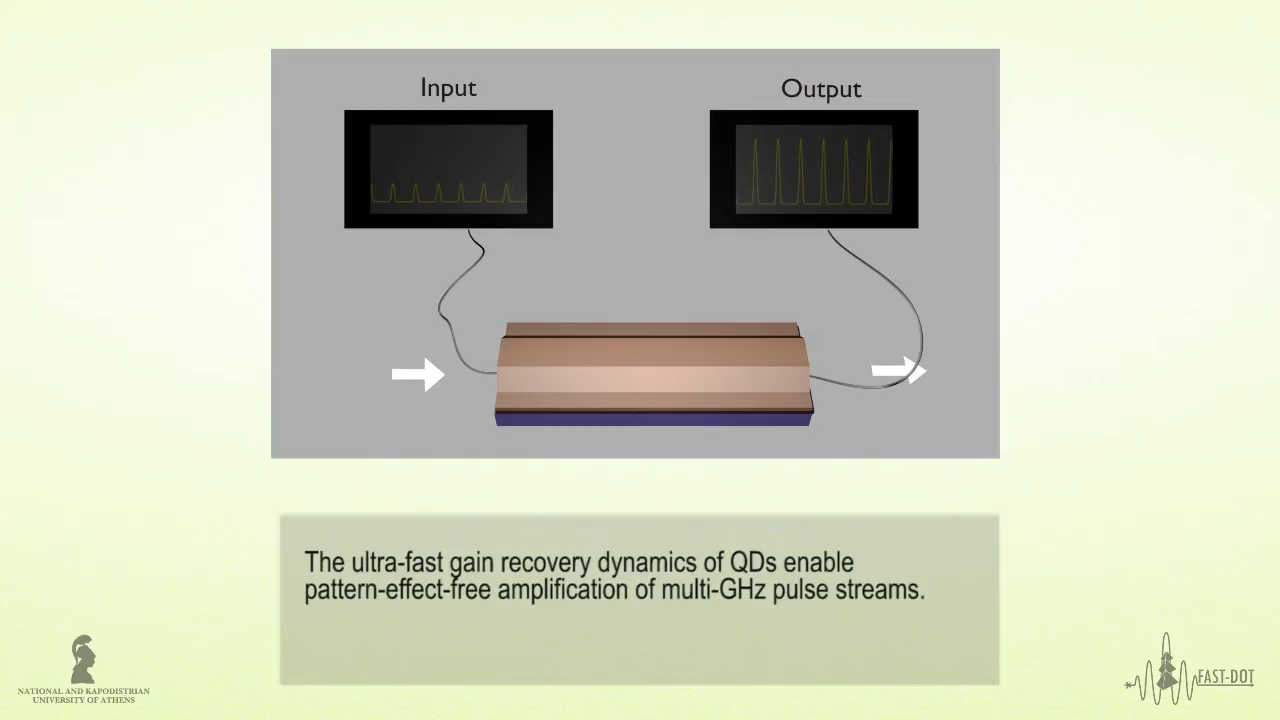 Input
Output
The ultra-fast gain recovery dynamics of QDs enable
pattern-effect-free amplification of multi-GHz pulse streams.
NATIONAL AND KAPODISTRIAN
UNIVERSITY OF ATHENS
FAST-DOT